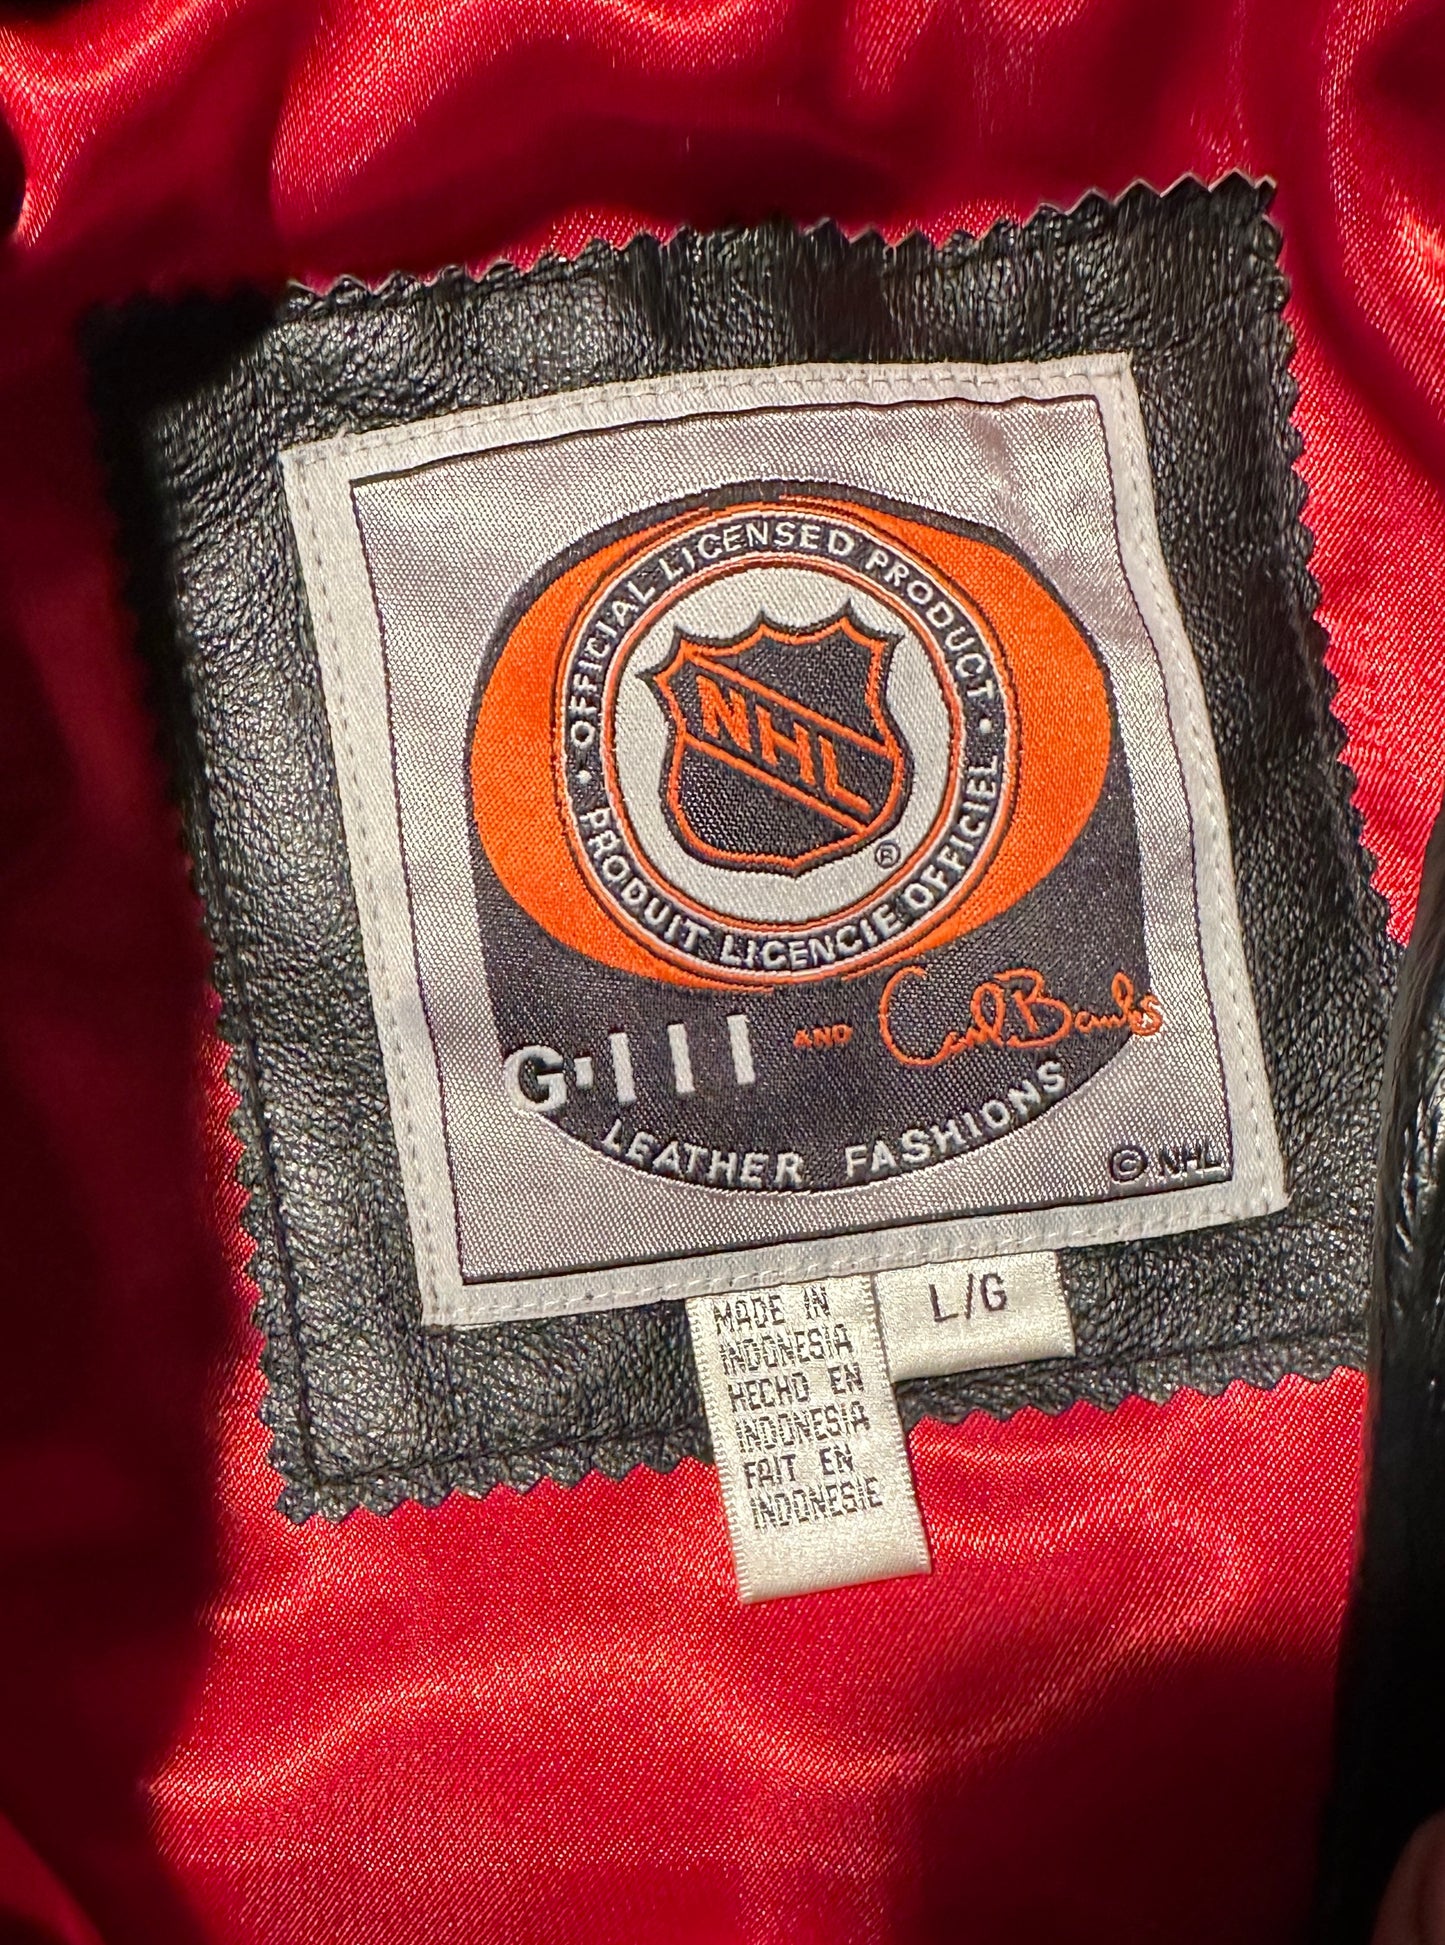 OFFICIAL LICENSED PRODUCT •
NHL
®
• PRODUIT LICENCIE OFFICIEL
G-III AND Carl Banks
LEATHER FASHIONS
© NHL
L/G
MADE IN
INDONESIA
HECHO EN
INDONESIA
FAIT EN
INDONESIE